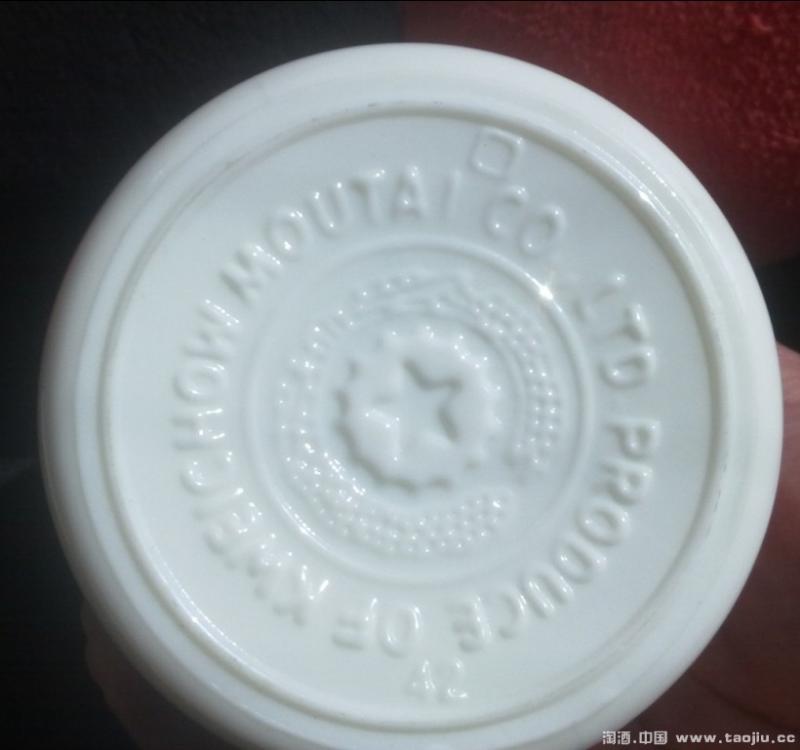 PRODUCE OF KWEICHOW MOUTAI CO., LTD
42
淘酒.中国 www.taojiu.cc